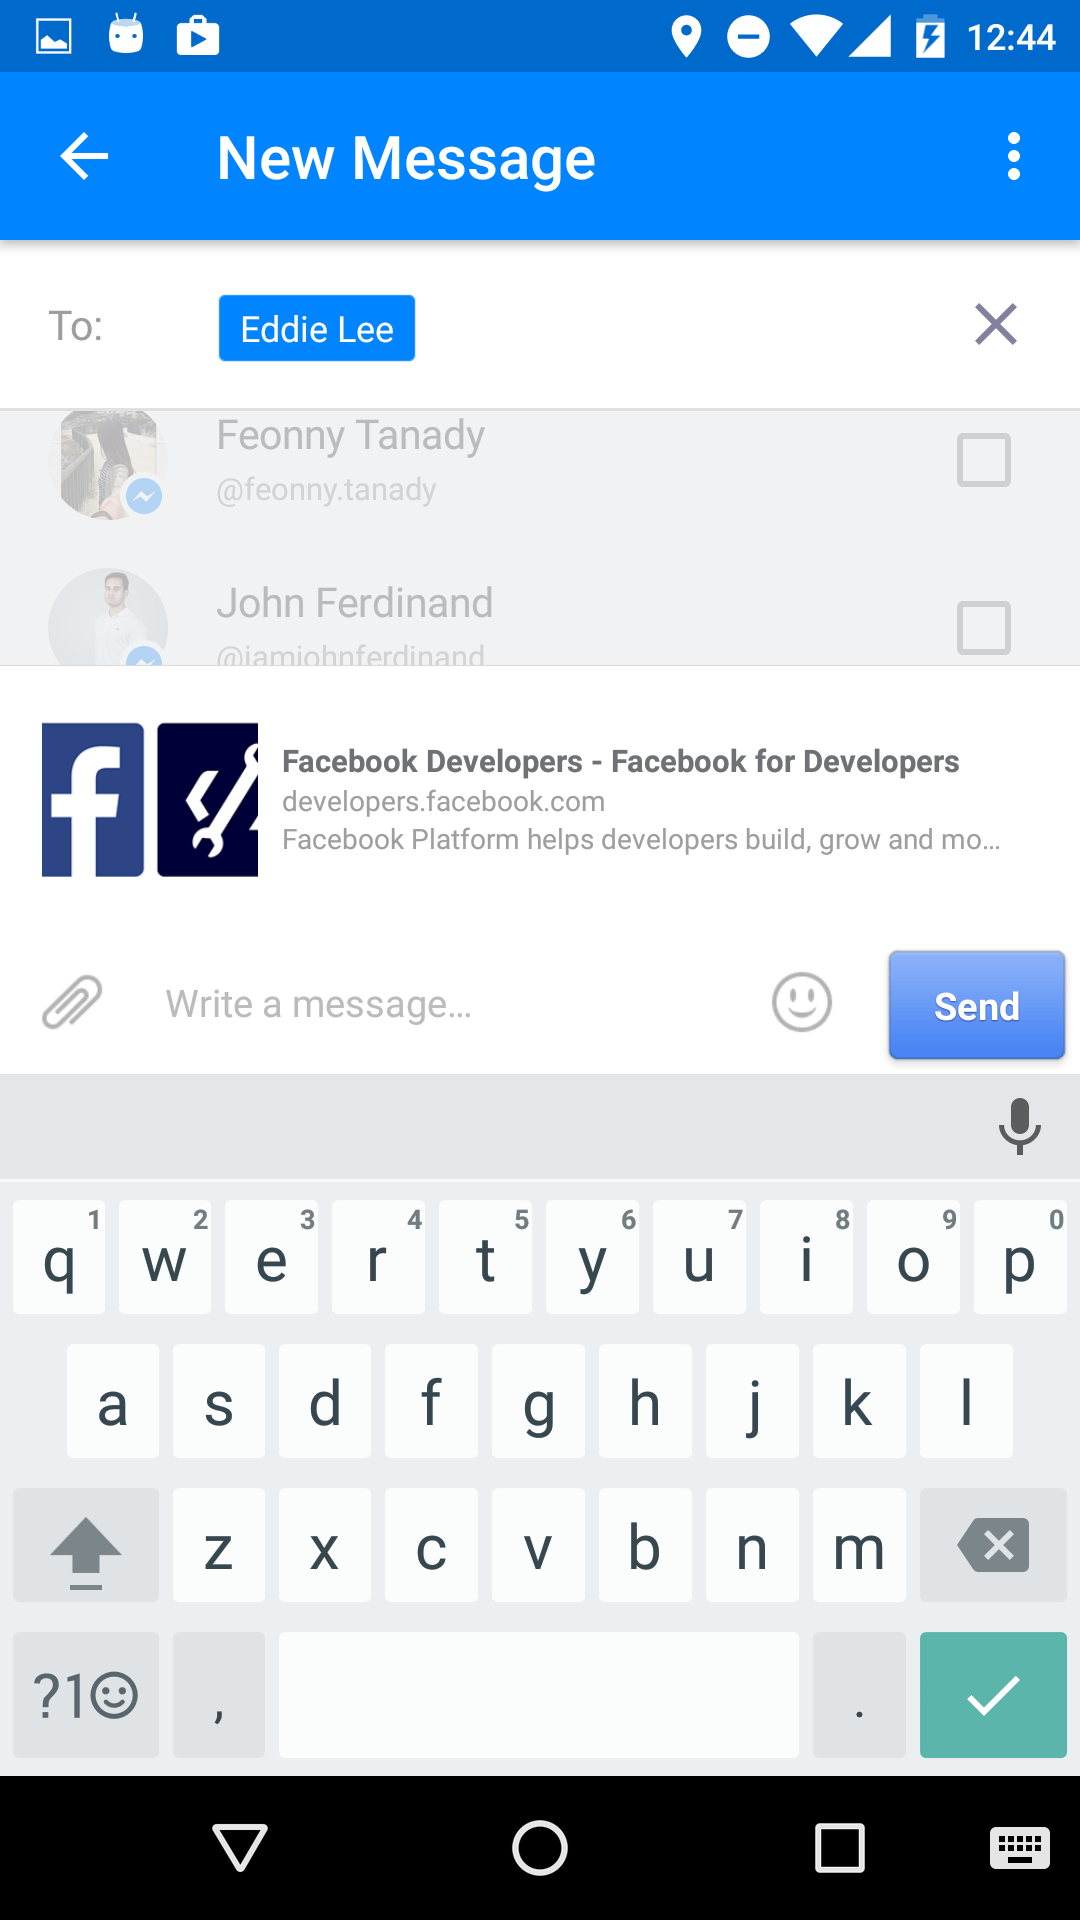 12:44
New Message
To: Eddie Lee
Feonny Tanady
@feonny.tanady
John Ferdinand
@iamjohnferdinand
Facebook Developers - Facebook for Developers
developers.facebook.com
Facebook Platform helps developers build, grow and mo...
Write a message...
Send
1 2 3 4 5 6 7 8 9 0
q w e r t y u i o p
a s d f g h j k l
z x c v b n m
?1☺ , .